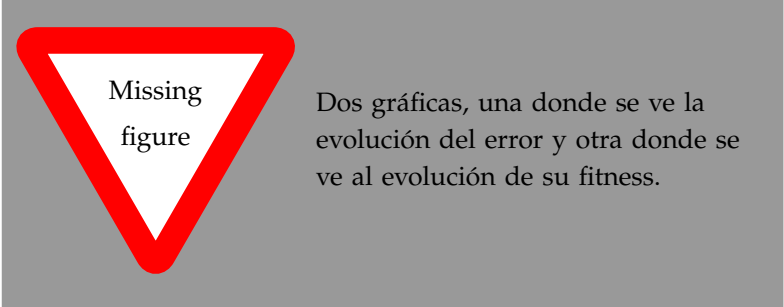 Missing
figure
Dos gráficas, una donde se ve la
evolución del error y otra donde se
ve al evolución de su fitness.